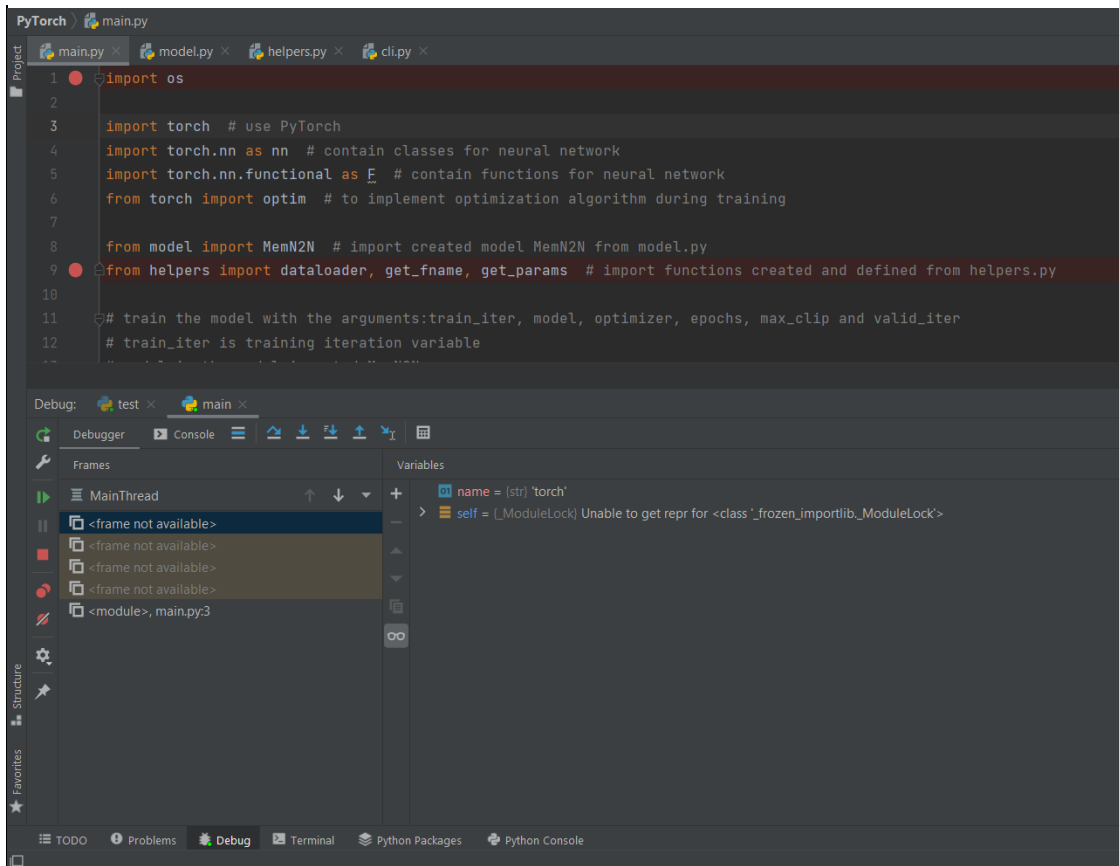 PyTorch 〉 main.py
Project
main.py × model.py × helpers.py × cli.py ×
1 import os
2
3 import torch # use PyTorch
4 import torch.nn as nn # contain classes for neural network
5 import torch.nn.functional as F # contain functions for neural network
6 from torch import optim # to implement optimization algorithm during training
7
8 from model import MemN2N # import created model MemN2N from model.py
9 from helpers import dataloader, get_fname, get_params # import functions created and defined from helpers.py
10
11 # train the model with the arguments:train_iter, model, optimizer, epochs, max_clip and valid_iter
12 # train_iter is training iteration variable
Debug: test × main ×
Debugger Console
Frames Variables
MainThread
name = {str} 'torch'
self = {_ModuleLock} Unable to get repr for <class '_frozen_importlib._ModuleLock'>
<frame not available>
<frame not available>
<frame not available>
<frame not available>
<module>, main.py:3
Structure
Favorites
TODO Problems Debug Terminal Python Packages Python Console